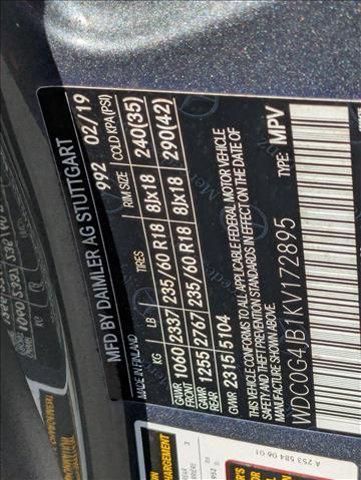 MFD BY DAIMLER AG STUTTGART
MADE IN FINLAND 992 02/19
KG LB TIRES RIM SIZE COLD KPA(PSI)
GAWR FRONT 1060 2337 235/60 R18 8Jx18 240(35)
GAWR REAR 1255 2767 235/60 R18 8Jx18 290(42)
GVWR 2315 5104
THIS VEHICLE CONFORMS TO ALL APPLICABLE FEDERAL MOTOR VEHICLE
SAFETY AND THEFT PREVENTION STANDARDS IN EFFECT ON THE DATE OF
MANUFACTURE SHOWN ABOVE.
WDC0G4JB1KV172895 TYPE: MPV
A 253 584 06 01